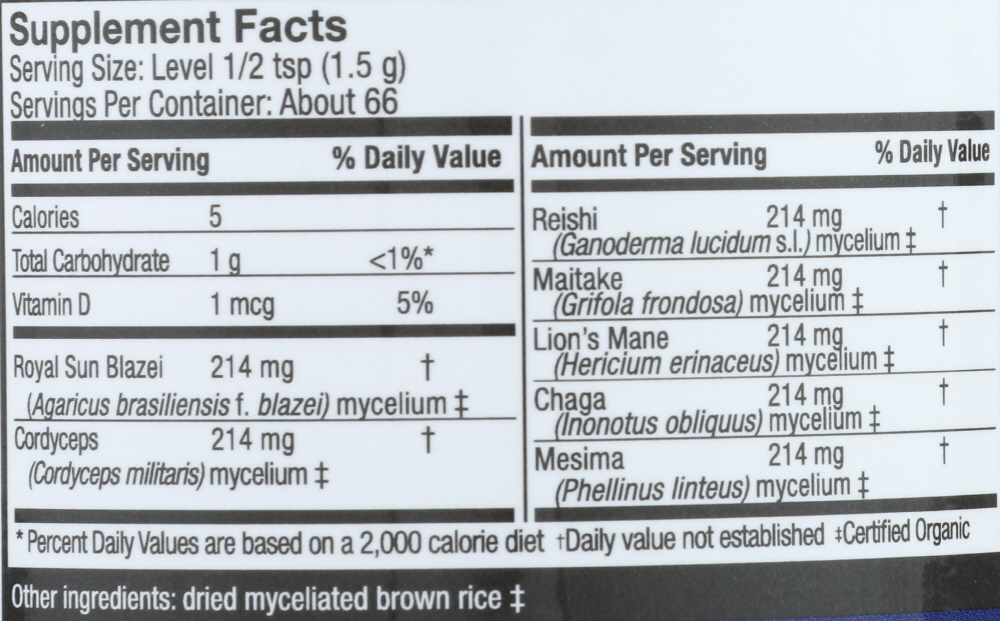 Supplement Facts
Serving Size: Level 1/2 tsp (1.5 g)
Servings Per Container: About 66
Amount Per Serving % Daily Value
Calories 5
Total Carbohydrate 1 g <1%*
Vitamin D 1 mcg 5%
Royal Sun Blazei 214 mg †
(Agaricus brasiliensis f. blazei) mycelium ‡
Cordyceps 214 mg †
(Cordyceps militaris) mycelium ‡
Amount Per Serving % Daily Value
Reishi 214 mg †
(Ganoderma lucidum s.l.) mycelium ‡
Maitake 214 mg †
(Grifola frondosa) mycelium ‡
Lion's Mane 214 mg †
(Hericium erinaceus) mycelium ‡
Chaga 214 mg †
(Inonotus obliquus) mycelium ‡
Mesima 214 mg †
(Phellinus linteus) mycelium ‡
* Percent Daily Values are based on a 2,000 calorie diet †Daily value not established ‡Certified Organic
Other ingredients: dried myceliated brown rice ‡